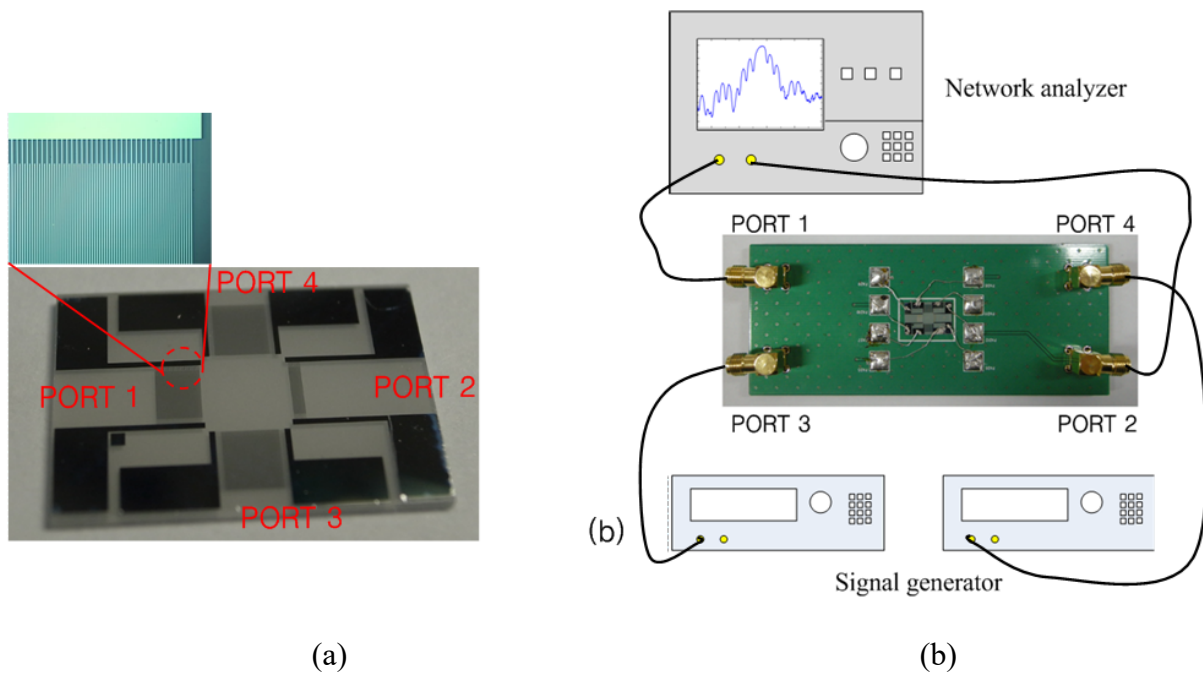 PORT 4
PORT 1
PORT 2
PORT 3
(a)
Network analyzer
PORT 1
PORT 4
PORT 3
PORT 2
(b)
Signal generator
(b)